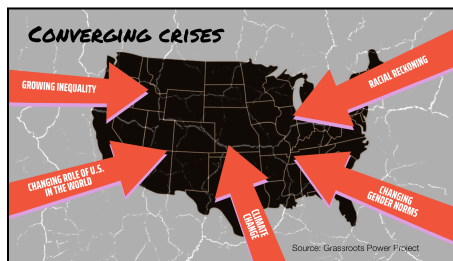 CONVERGING CRISES
GROWING INEQUALITY
RACIAL RECKONING
CHANGING ROLE OF U.S.
IN THE WORLD
CLIMATE
CHANGE
CHANGING
GENDER NORMS
Source: Grassroots Power Project